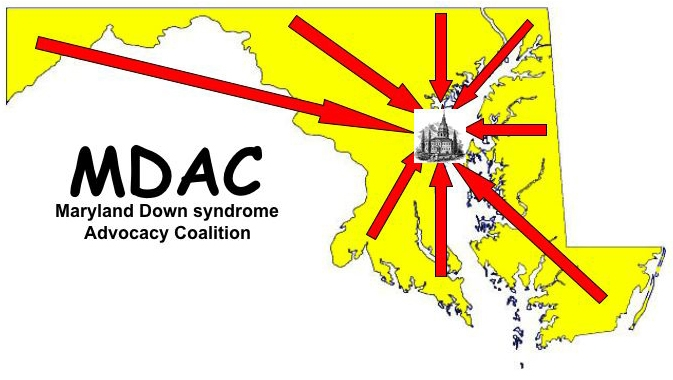 MDAC
Maryland Down syndrome
Advocacy Coalition